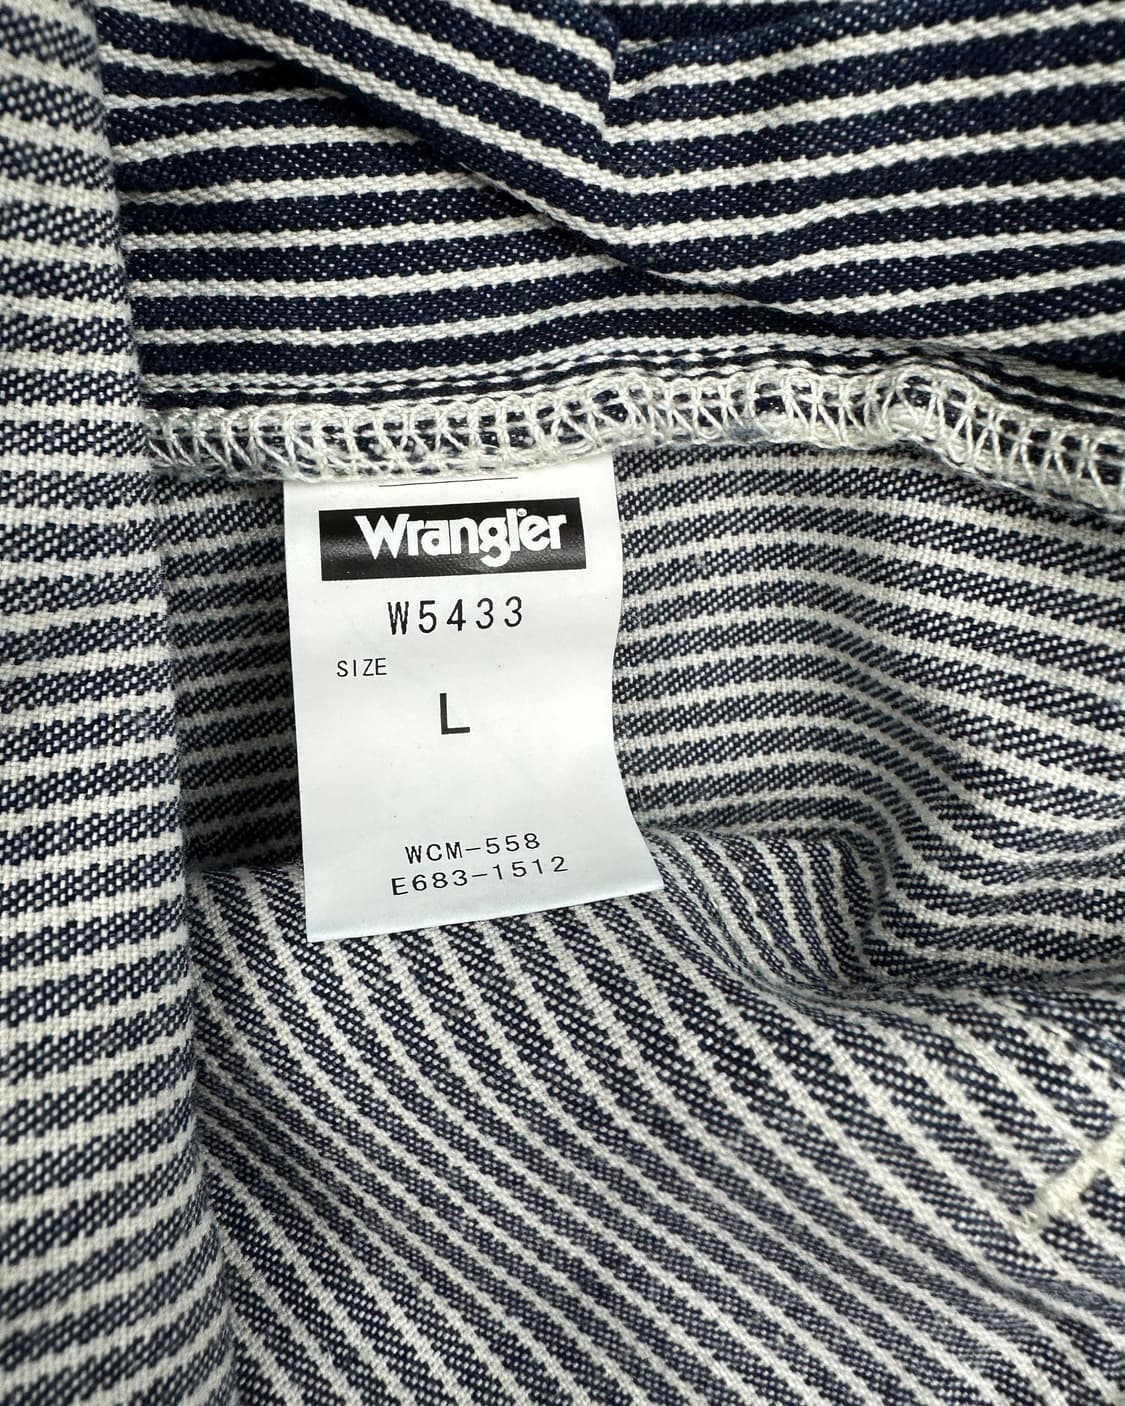 Wrangler
W5433
SIZE
L
WCM-558
E683-1512